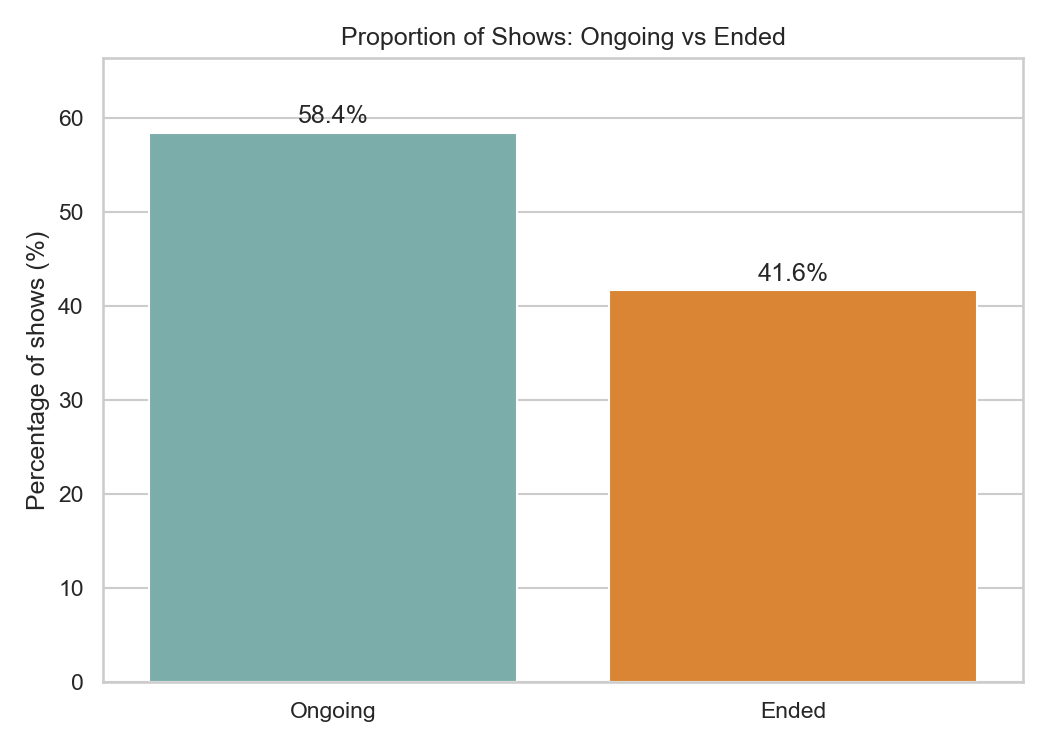 Proportion of Shows: Ongoing vs Ended
Percentage of shows (%)
60
50
40
30
20
10
0
58.4%
41.6%
Ongoing
Ended